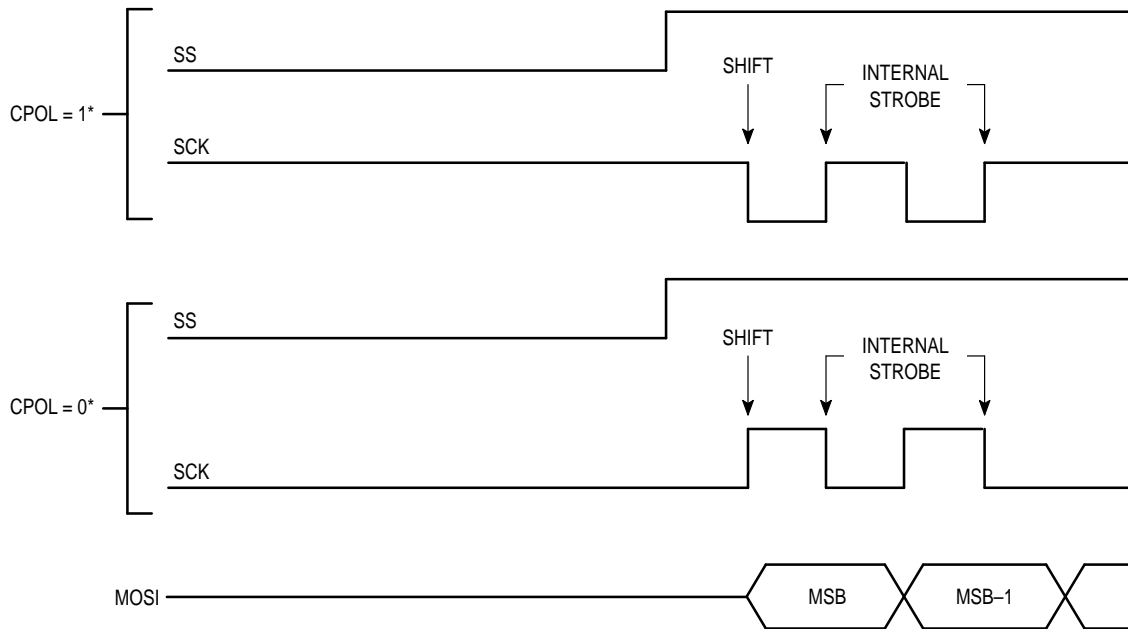 SS
SHIFT
INTERNAL
STROBE
CPOL = 1*
SCK
SS
SHIFT
INTERNAL
STROBE
CPOL = 0*
SCK
MOSI
MSB
MSB–1